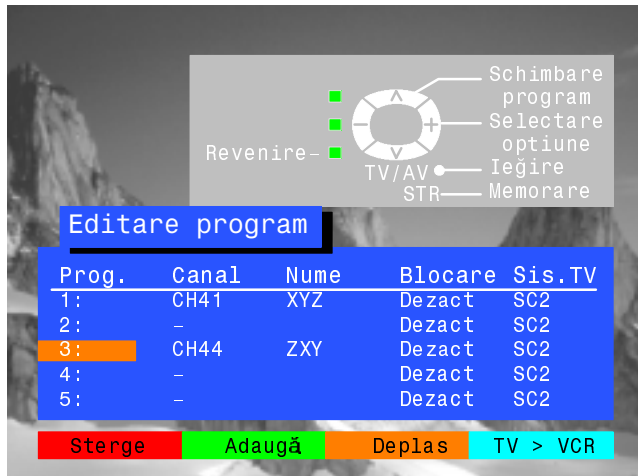 Schimbare
program
Selectare
optiune
Revenire
TV/AV Ieğire
STR Memorare
Editare program
Prog. Canal Nume Blocare Sis.TV
1: CH41 XYZ Dezact SC2
2: - Dezact SC2
3: CH44 ZXY Dezact SC2
4: - Dezact SC2
5: - Dezact SC2
Sterge Adaugă Deplas TV > VCR